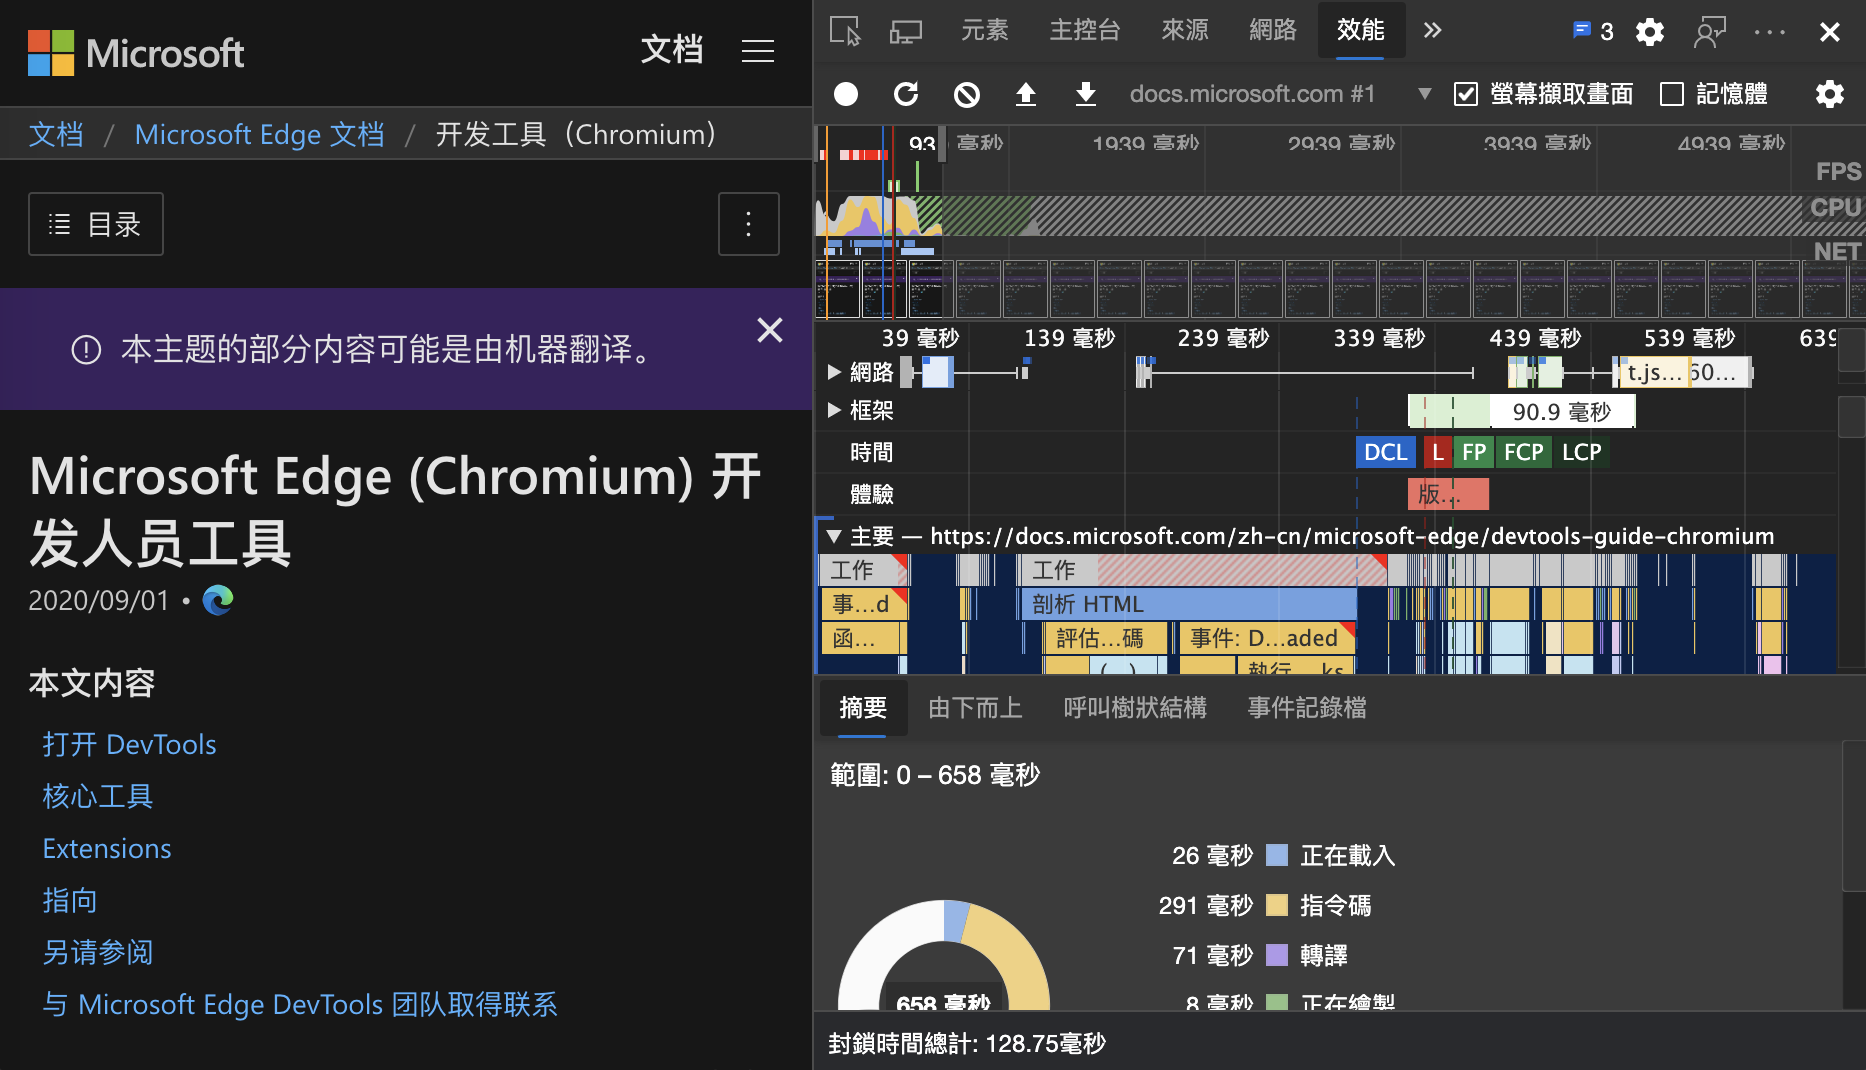 Microsoft
文档
文档 / Microsoft Edge 文档 / 开发工具（Chromium）
目录
本主题的部分内容可能是由机器翻译。
Microsoft Edge (Chromium) 开
发人员工具
2020/09/01 •
本文内容
打开 DevTools
核心工具
Extensions
指向
另请参阅
与 Microsoft Edge DevTools 团队取得联系
元素 主控台 來源 網路 效能 3
docs.microsoft.com #1 螢幕擷取畫面 記憶體
93 毫秒 1939 毫秒 2939 毫秒 3939 毫秒 4939 毫秒
FPS
CPU
NET
39 毫秒 139 毫秒 239 毫秒 339 毫秒 439 毫秒 539 毫秒 639
網路 t.js… 60…
框架 90.9 毫秒
時間 DCL L FP FCP LCP
體驗 版…
主要 — https://docs.microsoft.com/zh-cn/microsoft-edge/devtools-guide-chromium
工作 工作
事…d 剖析 HTML
函… 評估…碼 事件: D…aded
(…) 執行…ks
摘要 由下而上 呼叫樹狀結構 事件記錄檔
範圍: 0 – 658 毫秒
26 毫秒 正在載入
291 毫秒 指令碼
71 毫秒 轉譯
8 毫秒 正在繪製
658 毫秒
封鎖時間總計: 128.75毫秒